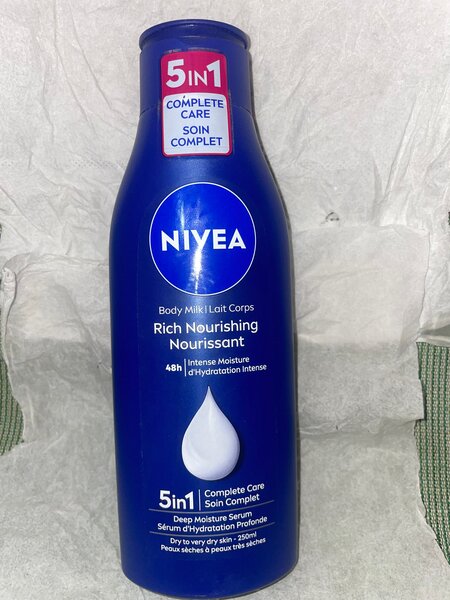 5IN1
COMPLETE
CARE
SOIN
COMPLET
NIVEA
Body Milk | Lait Corps
Rich Nourishing
Nourissant
48h | Intense Moisture
d'Hydratation Intense
5in1 | Complete Care
Soin Complet
Deep Moisture Serum
Sérum d'Hydratation Profonde
Dry to very dry skin - 250ml
Peaux sèches à peaux très sèches